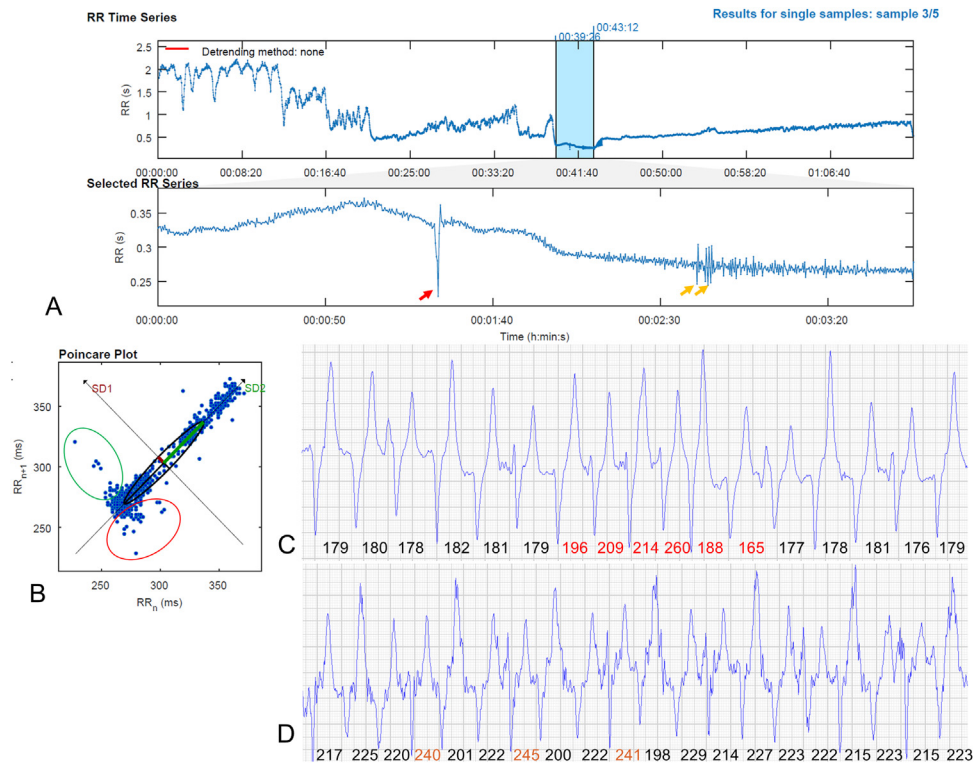 RR Time Series
Results for single samples: sample 3/5
00:43:12
00:39:26
Detrending method: none
2.5
2
1.5
1
0.5
RR (s)
00:00:00 00:08:20 00:16:40 00:25:00 00:33:20 00:41:40 00:50:00 00:58:20 01:06:40
Selected RR Series
0.35
0.3
0.25
RR (s)
00:00:00 00:00:50 00:01:40 00:02:30 00:03:20
Time (h:min:s)
A
Poincare Plot
SD1
SD2
350
300
250
RRn+1 (ms)
250 300 350
RRn (ms)
B
179 180 178 182 181 179 196 209 214 260 188 165 177 178 181 176 179
C
217 225 220 240 201 222 245 200 222 241 198 229 214 227 223 222 215 223 215 223
D